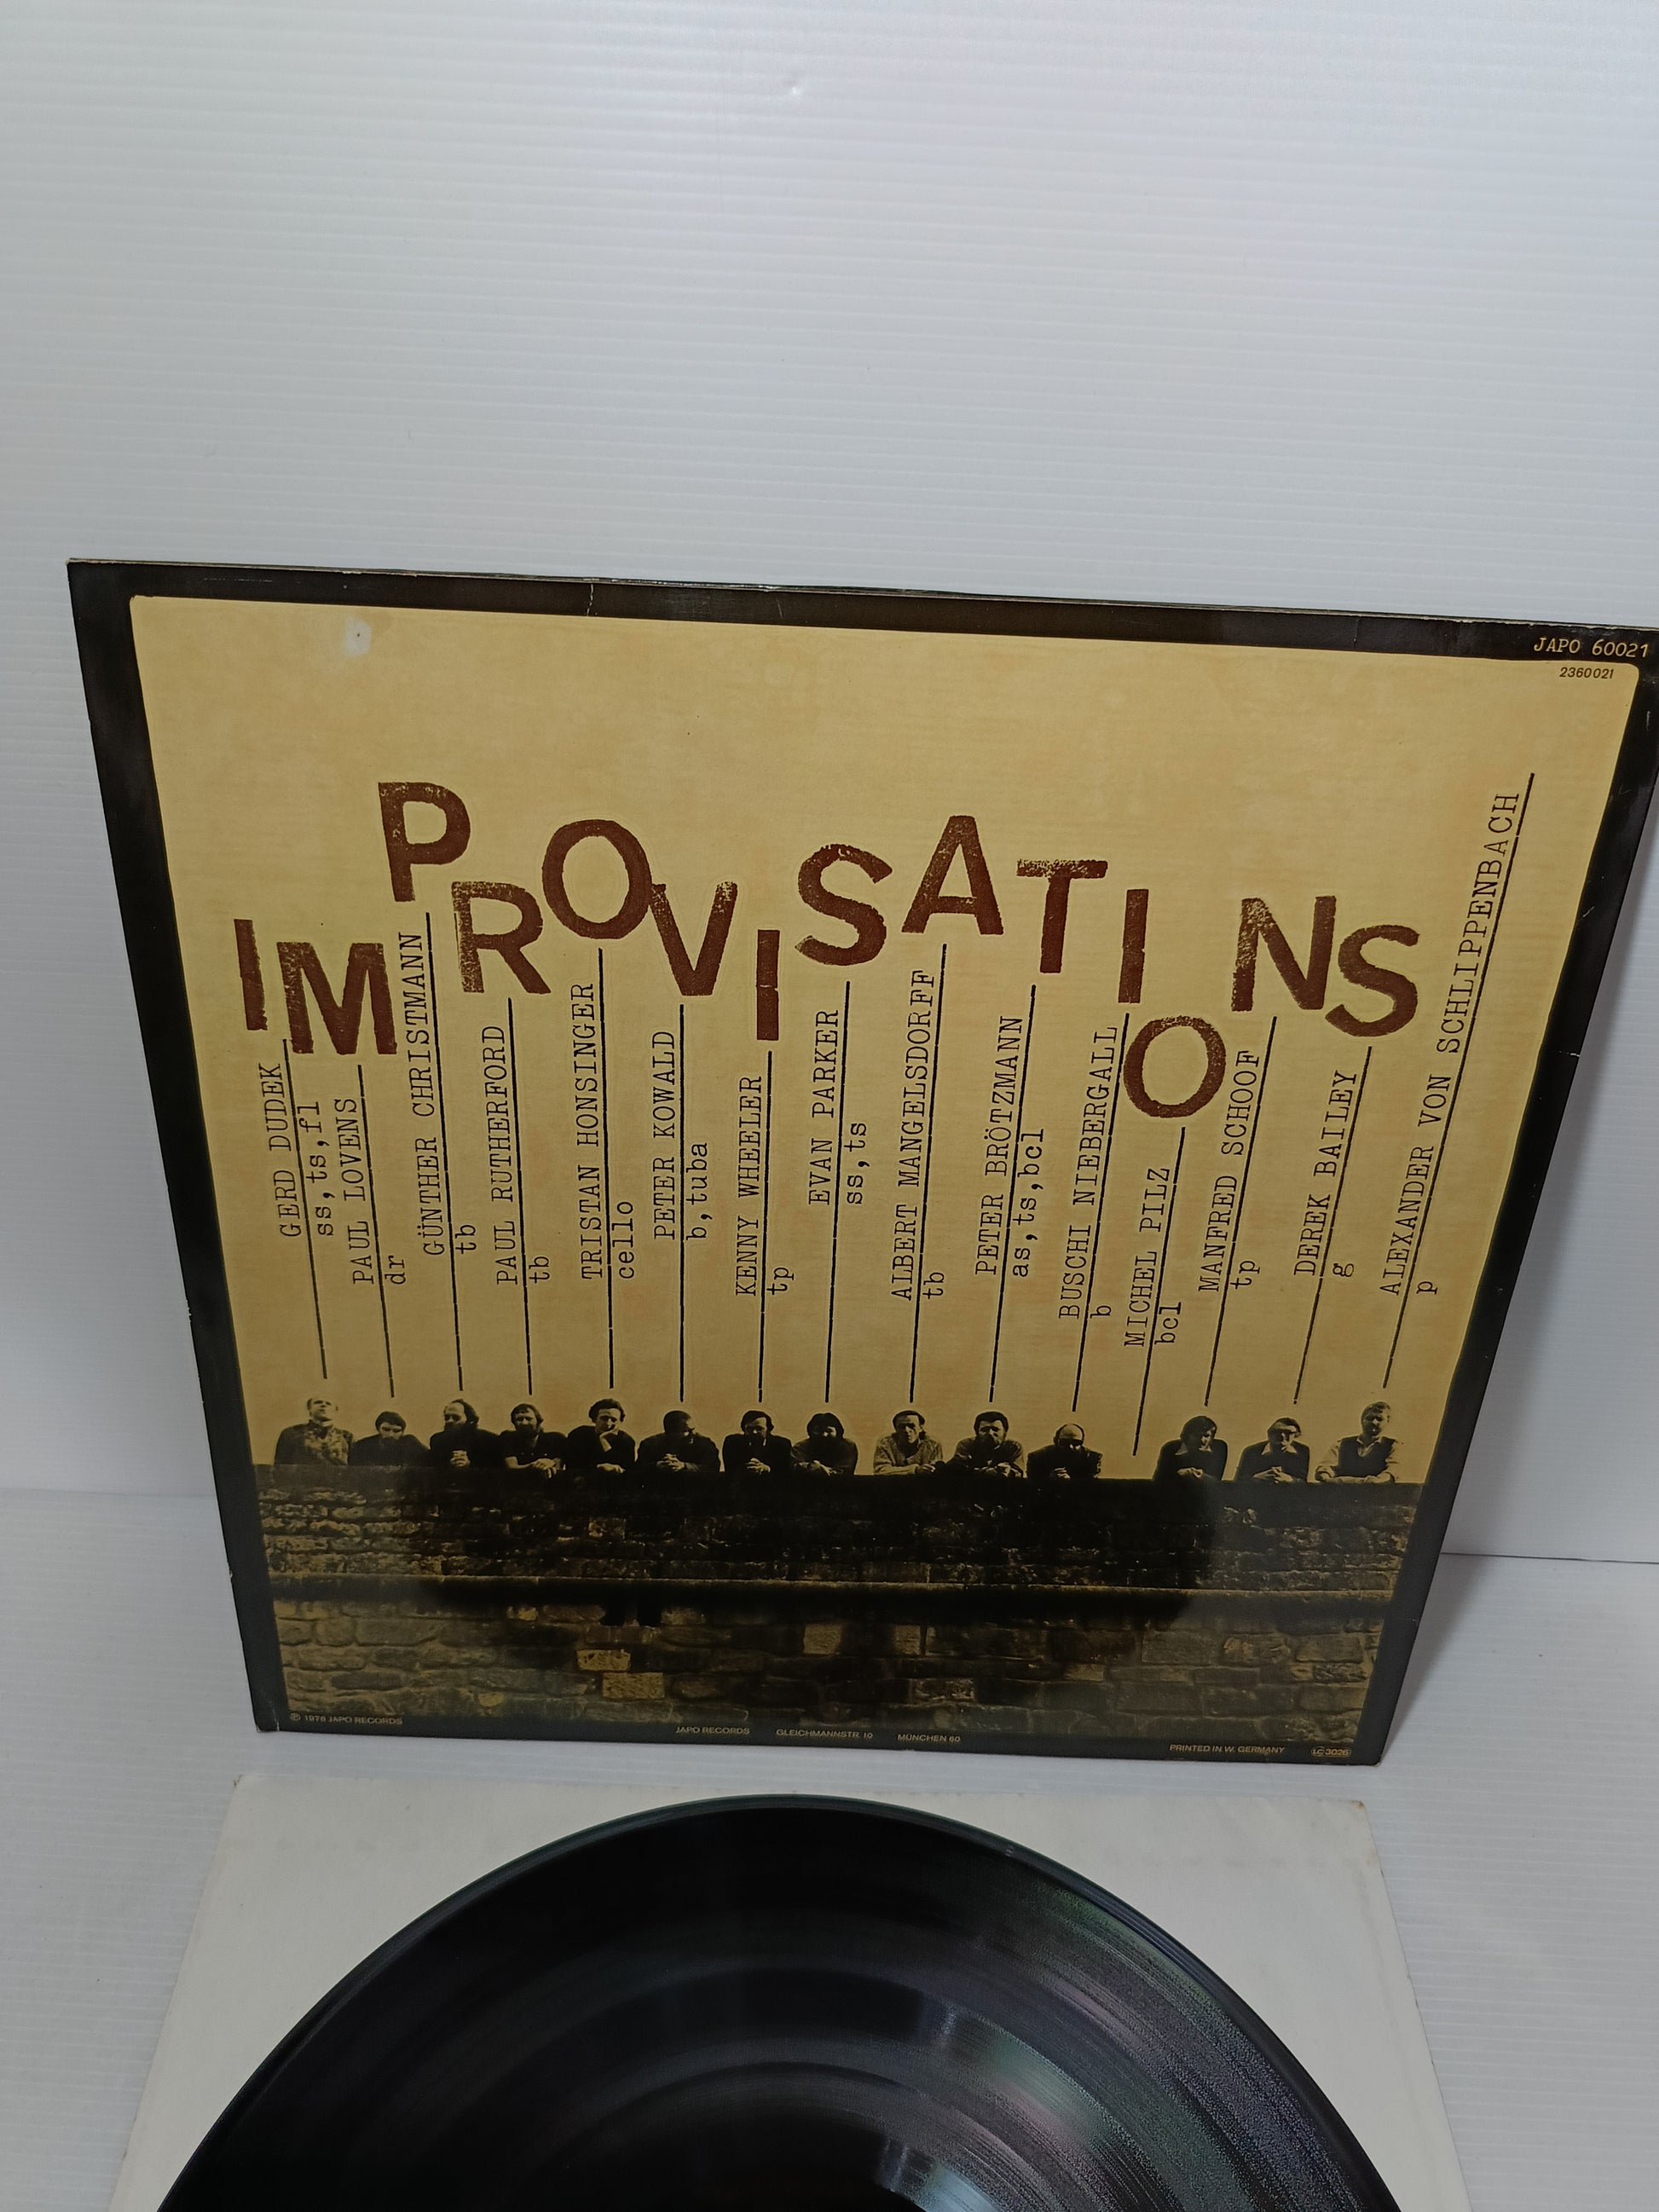 JAPO 60021
2360021
IMPROVISATIONS
GERD DUDEK
ss,ts,fl
PAUL LOVENS
dr
GÜNTHER CHRISTMANN
tb
PAUL RUTHERFORD
tb
TRISTAN HONSINGER
cello
PETER KOWALD
b,tuba
KENNY WHEELER
tp
EVAN PARKER
ss,ts
ALBERT MANGELSDORFF
tb
PETER BRÖTZMANN
as,ts,bcl
BUSCHI NIEBERGALL
b
MICHEL PILZ
bcl
MANFRED SCHOOF
tp
DEREK BAILEY
g
ALEXANDER VON SCHLIPPENBACH
p
℗ 1978 JAPO RECORDS
JAPO RECORDS GLEICHMANNSTR. 10 MÜNCHEN 60
PRINTED IN W. GERMANY LC 3026